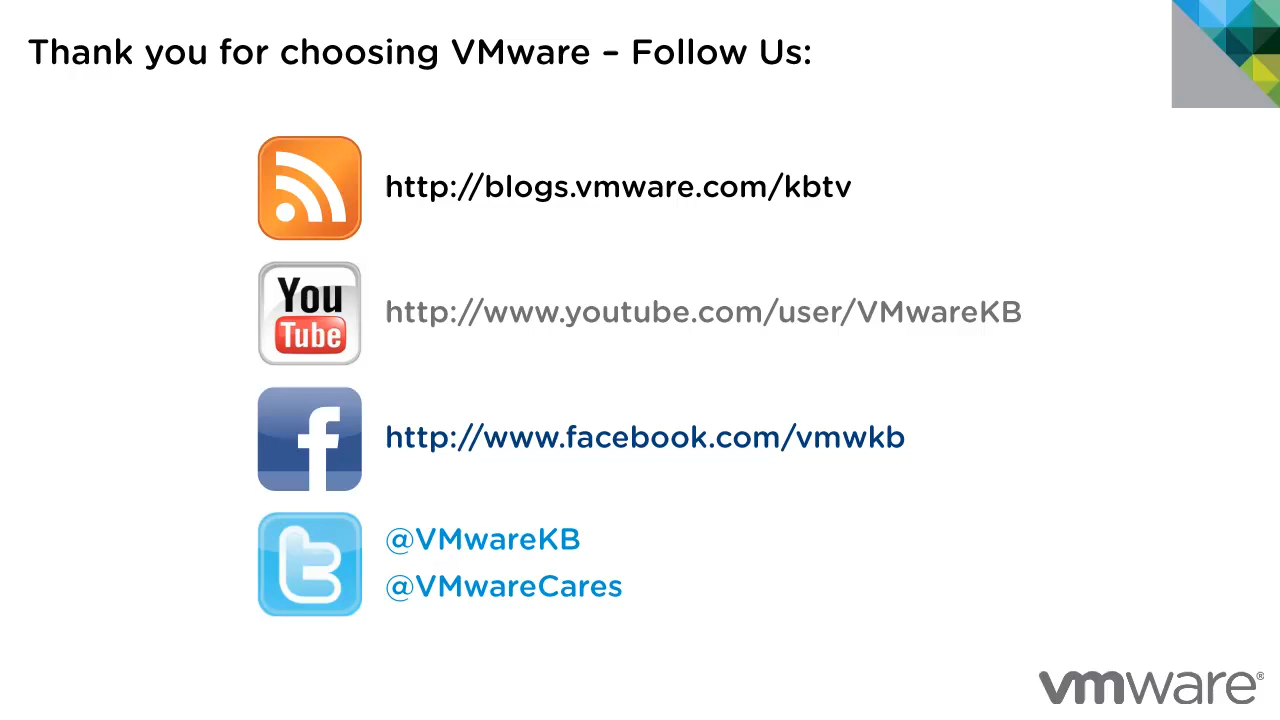 Thank you for choosing VMware – Follow Us:
http://blogs.vmware.com/kbtv
You
Tube
http://www.youtube.com/user/VMwareKB
f
http://www.facebook.com/vmwkb
t
@VMwareKB
@VMwareCares
vmware®